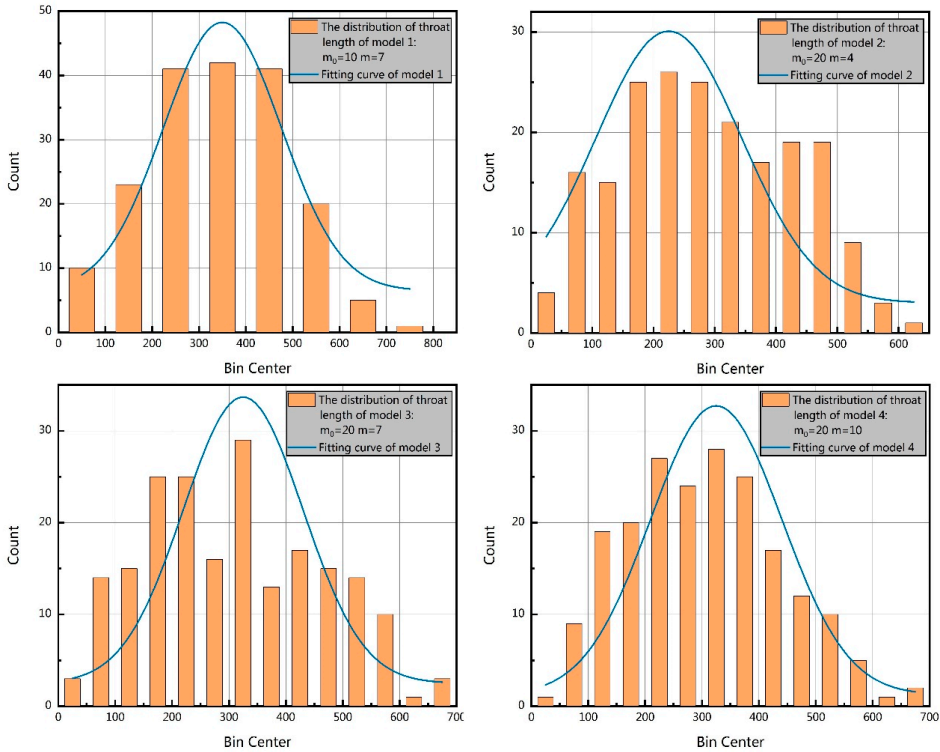 50
40
30
20
10
0
Count
0 100 200 300 400 500 600 700 800
Bin Center
The distribution of throat
length of model 1:
m₀=10 m=7
Fitting curve of model 1
30
20
10
0
Count
0 100 200 300 400 500 600
Bin Center
The distribution of throat
length of model 2:
m₀=20 m=4
Fitting curve of model 2
30
20
10
0
Count
0 100 200 300 400 500 600 700
Bin Center
The distribution of throat
length of model 3:
m₀=20 m=7
Fitting curve of model 3
30
20
10
0
Count
0 100 200 300 400 500 600 700
Bin Center
The distribution of throat
length of model 4:
m₀=20 m=10
Fitting curve of model 4